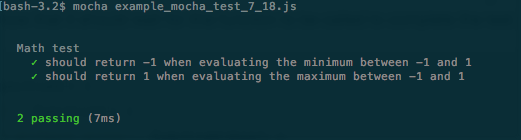 [bash-3.2$ mocha example_mocha_test_7_18.js
Math test
✓ should return -1 when evaluating the minimum between -1 and 1
✓ should return 1 when evaluating the maximum between -1 and 1
2 passing (7ms)